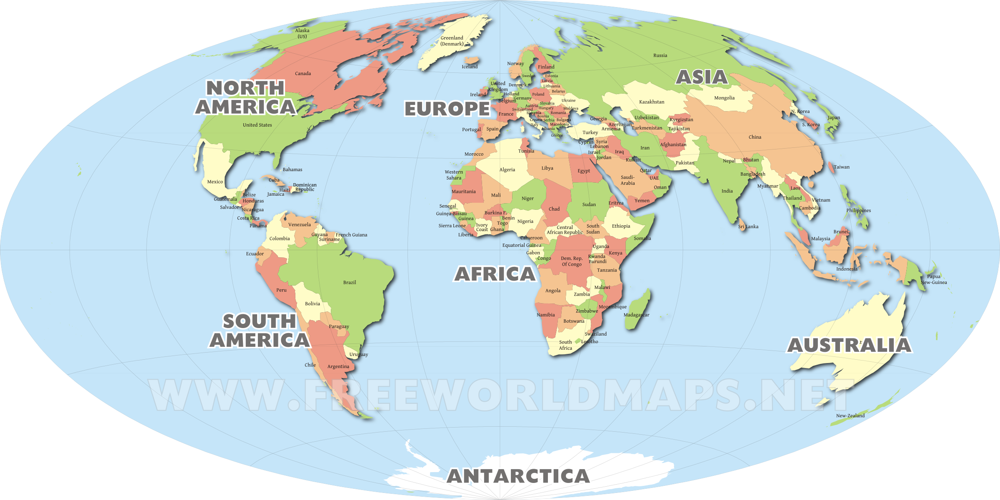 Alaska
(US)
Greenland
(Denmark)
Iceland
Canada
NORTH
AMERICA
United States
Mexico
Bahamas
Cuba
Haiti
Dominican
Republic
Jamaica
Belize
Guatemala
Honduras
Salvador
Nicaragua
Costa RIca
Panama
Venezuela
Colombia
Guyana
Suriname
French Guiana
Ecuador
Peru
Brazil
Bolivia
SOUTH
AMERICA
Paraguay
Uruguay
Chile
Argentina
EUROPE
Norway
Finland
Sweden
Estonia
Latvia
Lithuania
Belarus
Denmark
United
Kingdom
Ireland
Holland
Belgium
Germany
Poland
Ukraine
Slovakia
Austria
Hungary
Moldova
Switzerland
France
Slovenia
Romania
Bosnia
Croatia
Serbia
Bulgaria
Italy
Macedonia
Albania
Greece
Portugal
Spain
ASIA
Russia
Kazakhstan
Mongolia
Georgia
Azerbaijan
Armenia
Turkey
Uzbekistan
Turkmenistan
Kyrgizstan
Tajikistan
N. Korea
S. Korea
Japan
China
Cyprus
Syria
Lebanon
Israel
Jordan
Iraq
Iran
Afghanistan
Kuwait
Pakistan
Nepal
Bhutan
Bangladesh
India
Qatar
UAE
Oman
Saudi-
Arabia
Yemen
Myanmar
Laos
Thailand
Vietnam
Cambodia
Taiwan
Philippines
Sri Lanka
Brunei
Malaysia
Indonesia
Papua
New-Guinea
Morocco
Tunisia
Algeria
Libya
Egypt
Western
Sahara
Mauritania
Mali
Niger
Chad
Sudan
Eritrea
Senegal
Guinea-Bissau
Guinea
Sierra Leone
Liberia
Ivory
Coast
Burkina F.
Ghana
Togo
Benin
Nigeria
Cameroon
Central
African Republic
South
Sudan
Ethiopia
Somalia
Equatorial Guinea
Gabon
Congo
Dem. Rep.
Of Congo
Uganda
Kenya
Rwanda
Burundi
Tanzania
AFRICA
Angola
Zambia
Malawi
Mozambique
Zimbabwe
Namibia
Botswana
Madagascar
Swaziland
Lesotho
South
Africa
AUSTRALIA
New-Zealand
WWW.FREEWORLDMAPS.NET
ANTARCTICA